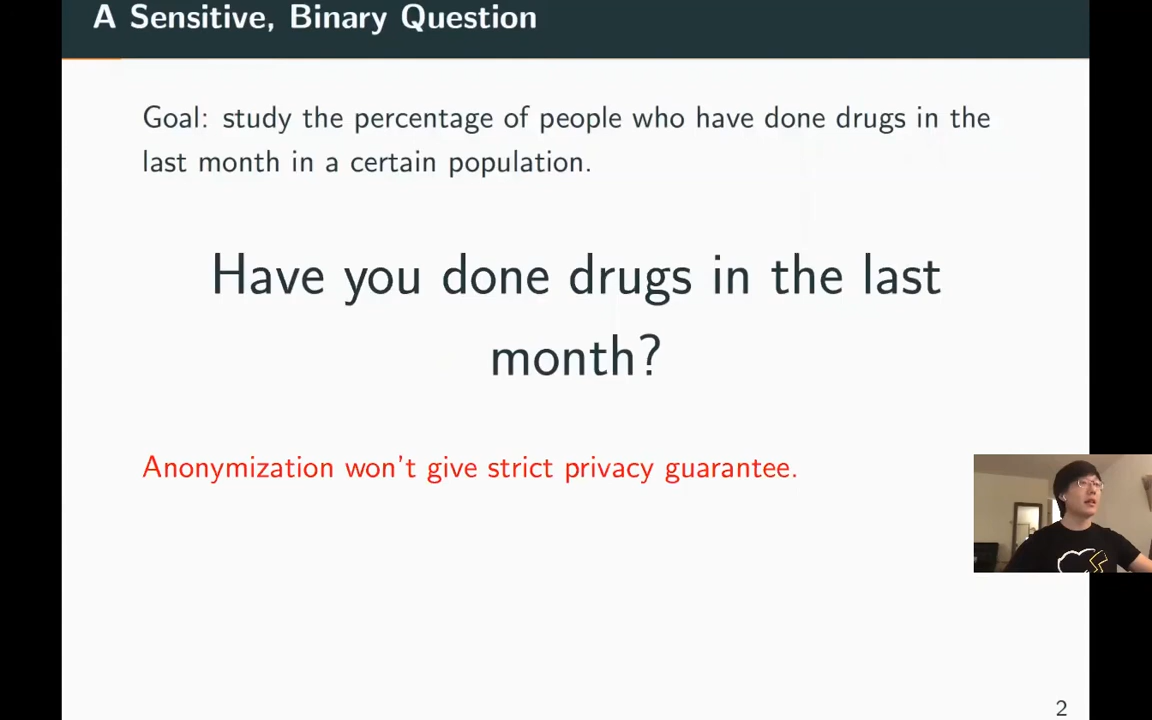 A Sensitive, Binary Question
Goal: study the percentage of people who have done drugs in the
last month in a certain population.
Have you done drugs in the last
month?
Anonymization won't give strict privacy guarantee.
2